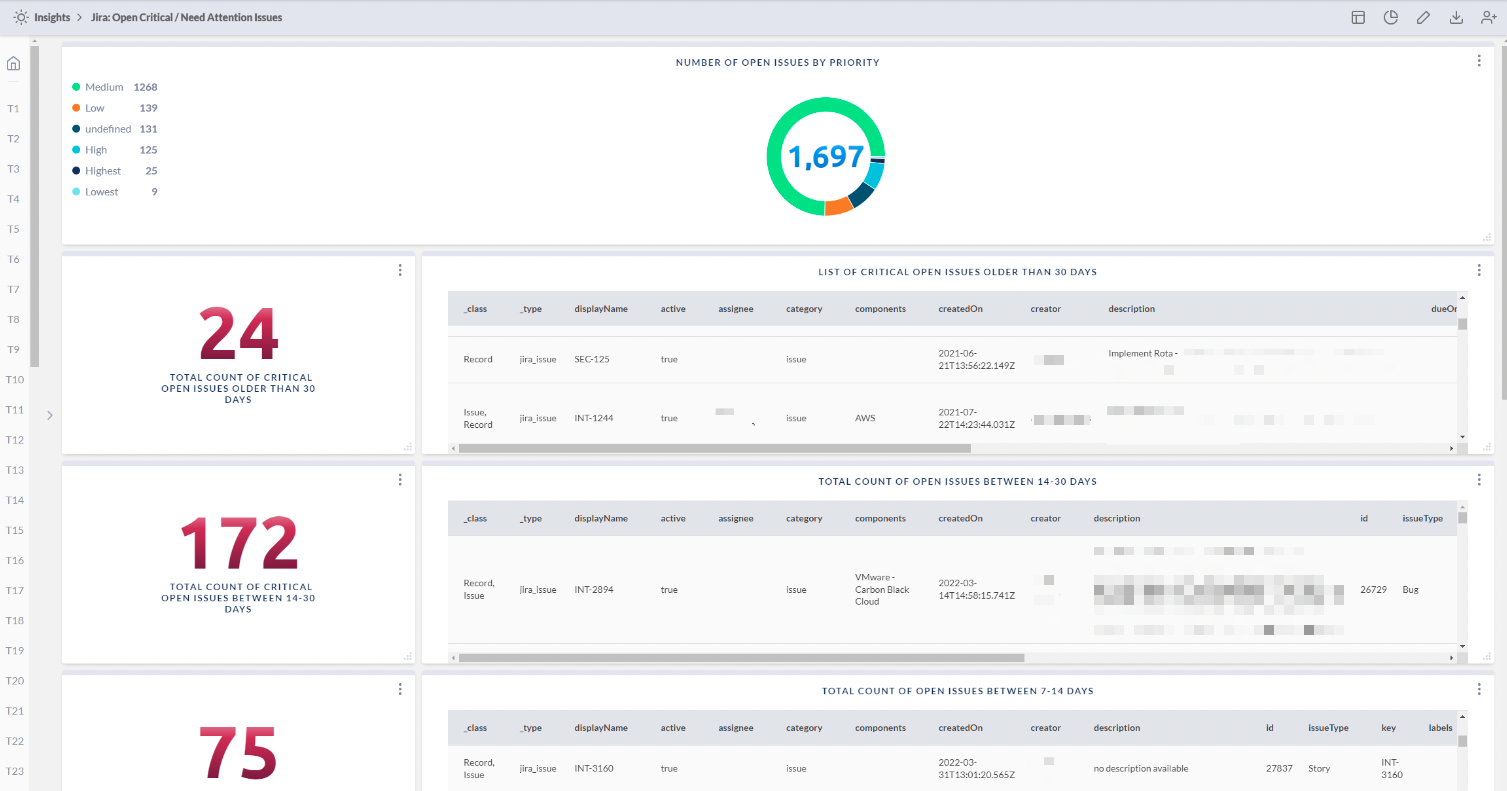 Insights > Jira: Open Critical / Need Attention Issues
T1
T2
T3
T4
T5
T6
T7
T8
T9
T10
T11
T12
T13
T14
T15
T16
T17
T18
T19
T20
T21
T22
T23
NUMBER OF OPEN ISSUES BY PRIORITY
Medium 1268
Low 139
undefined 131
High 125
Highest 25
Lowest 9
1,697
24
TOTAL COUNT OF CRITICAL
OPEN ISSUES OLDER THAN 30
DAYS
LIST OF CRITICAL OPEN ISSUES OLDER THAN 30 DAYS
_class _type displayName active assignee category components createdOn creator description dueOn
Record jira_issue SEC-125 true issue 2021-06-
21T13:56:22.149Z Implement Rota -
Issue,
Record jira_issue INT-1244 true issue AWS 2021-07-
22T14:23:44.031Z
172
TOTAL COUNT OF CRITICAL
OPEN ISSUES BETWEEN 14-30
DAYS
TOTAL COUNT OF OPEN ISSUES BETWEEN 14-30 DAYS
_class _type displayName active assignee category components createdOn creator description id issueType
Record,
Issue jira_issue INT-2894 true issue VMware -
Carbon Black
Cloud 2022-03-
14T14:58:15.741Z 26729 Bug
75
TOTAL COUNT OF OPEN ISSUES BETWEEN 7-14 DAYS
_class _type displayName active assignee category components createdOn creator description id issueType key labels
Record,
Issue jira_issue INT-3160 true issue 2022-03-
31T13:01:20.565Z no description available 27837 Story INT-
3160